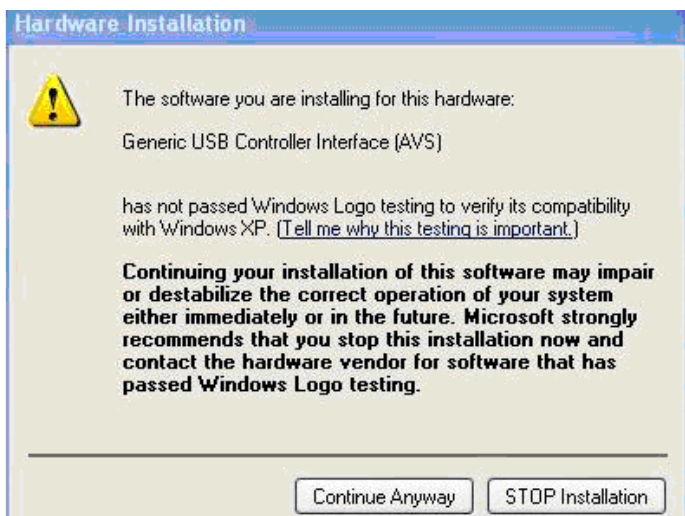 Hardware Installation
The software you are installing for this hardware:
Generic USB Controller Interface (AVS)
has not passed Windows Logo testing to verify its compatibility
with Windows XP. (Tell me why this testing is important.)
Continuing your installation of this software may impair
or destabilize the correct operation of your system
either immediately or in the future. Microsoft strongly
recommends that you stop this installation now and
contact the hardware vendor for software that has
passed Windows Logo testing.
Continue Anyway
STOP Installation